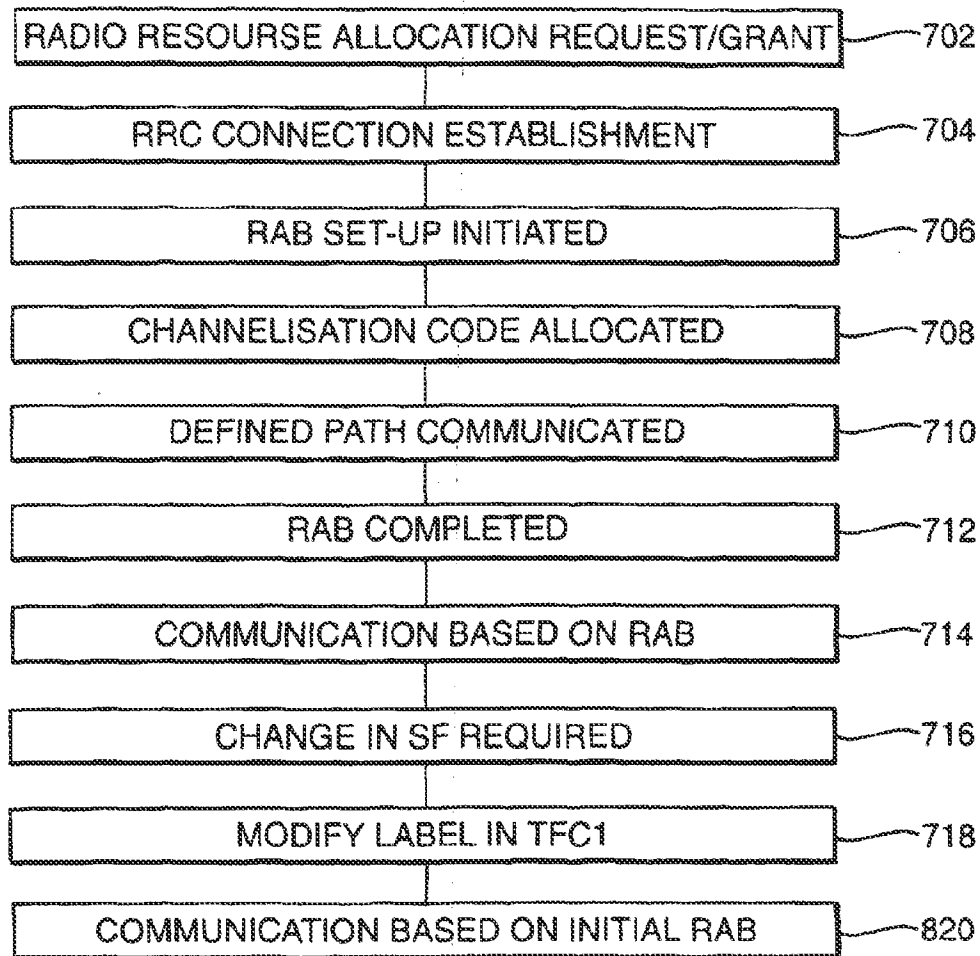 RADIO RESOURSE ALLOCATION REQUEST/GRANT 702
RRC CONNECTION ESTABLISHMENT 704
RAB SET-UP INITIATED 706
CHANNELISATION CODE ALLOCATED 708
DEFINED PATH COMMUNICATED 710
RAB COMPLETED 712
COMMUNICATION BASED ON RAB 714
CHANGE IN SF REQUIRED 716
MODIFY LABEL IN TFC1 718
COMMUNICATION BASED ON INITIAL RAB 820